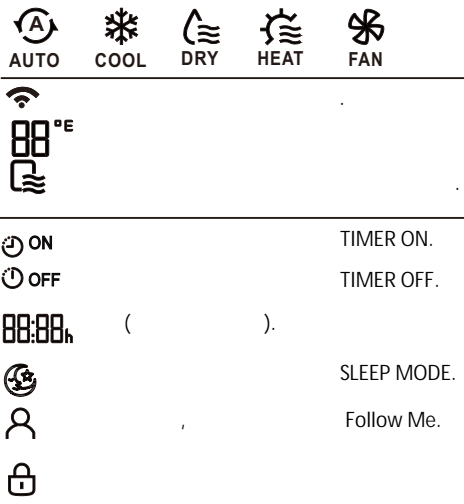 A
AUTO COOL DRY HEAT FAN
.
88°E
.
ON TIMER ON.
OFF TIMER OFF.
88:88h ( ).
SLEEP MODE.
, Follow Me.